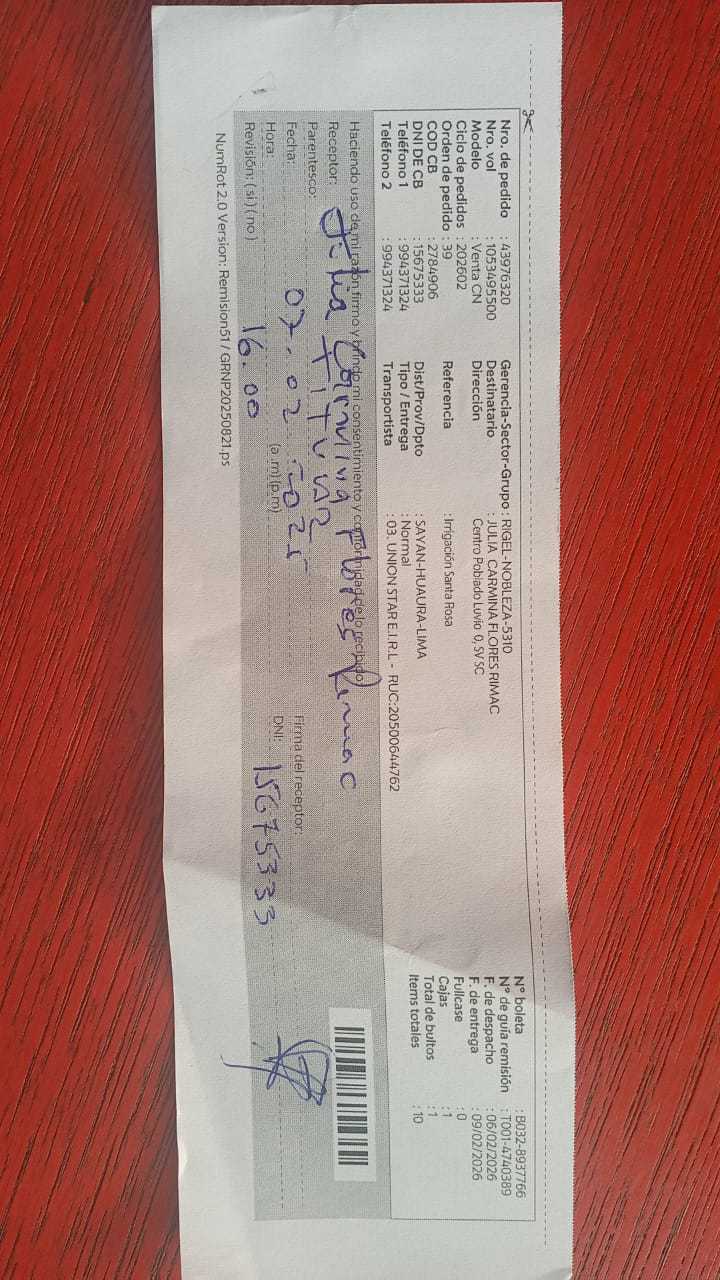 Nro. de pedido : 43976320
Nro. vol : 1053495500
Modelo : Venta CN
Ciclo de pedidos : 202602
Orden de pedido : 39
COD CB : 2784906
DNI DE CB : 15675333
Teléfono 1 : 994371324
Teléfono 2 : 994371324
Gerencia-Sector-Grupo : RIGEL-NOBLEZA-5310
Destinatario : JULIA CARMINA FLORES RIMAC
Dirección Centro Poblado Luvio 0, SV SC
Referencia : Irrigación Santa Rosa
Dist/Prov/Dpto : SAYAN-HUAURA-LIMA
Tipo / Entrega : Normal
Transportista : 03. UNION STAR E.I.R.L - RUC:20500644762
N° boleta : B032-8937766
N° de guía remisión : T001-4740389
F. de despacho : 06/02/2026
F. de entrega : 09/02/2026
Fullcase : 0
Cajas : 1
Total de bultos : 1
Items totales : 10
Haciendo uso de mi razón firmo y brindo mi consentimiento y conformidad de lo recibido
Receptor: Julia Carmina Flores Rimac
Parentesco: TITULAR
Fecha: 07.02
Hora: 16.00 (a.m)(p.m)
Revisión: (si)(no)
Firma del receptor:
DNI: 15675333
NumRot 2.0 Version: Remision51 / GRNP20250821.ps